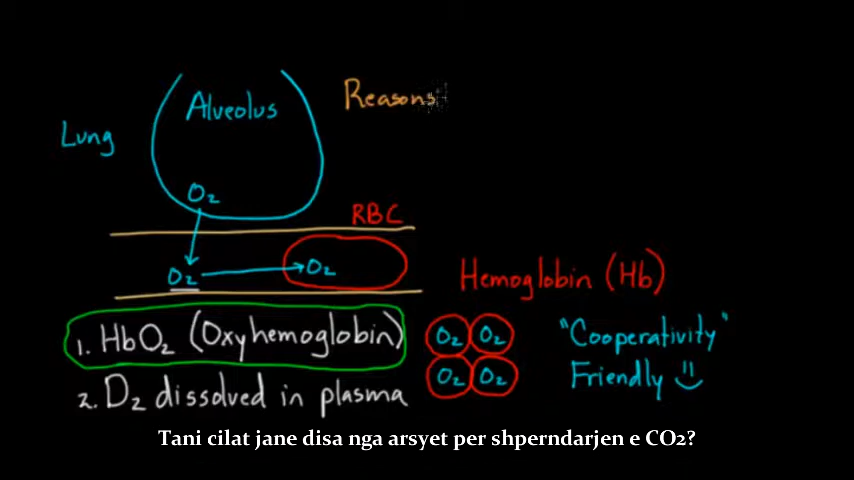 Alveolus
Reasons
Lung
O2
RBC
O2
O2
Hemoglobin (Hb)
1. HbO2 (Oxyhemoglobin)
O2 O2
"Cooperativity"
O2 O2
Friendly
2. O2 dissolved in plasma
Tani cilat jane disa nga arsyet per shperndarjen e CO2?